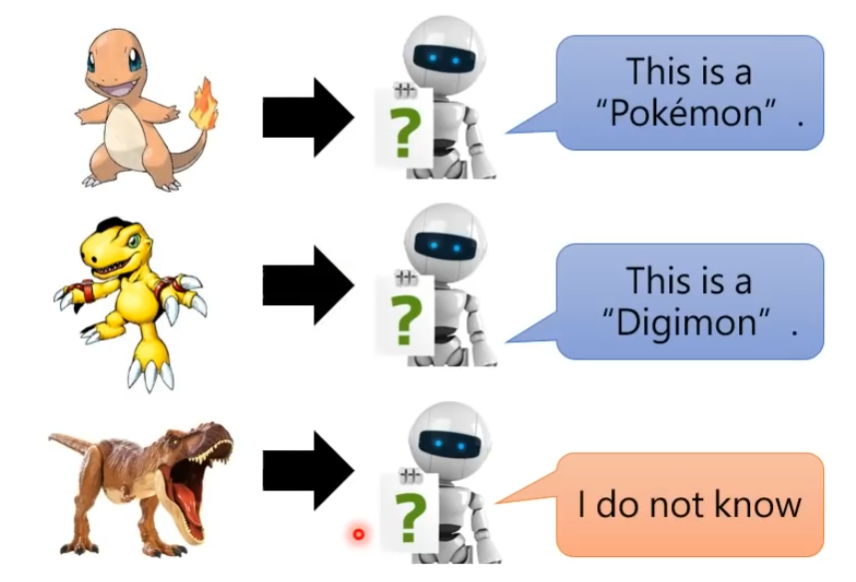 ?
This is a
“Pokémon” .
?
This is a
“Digimon” .
?
I do not know